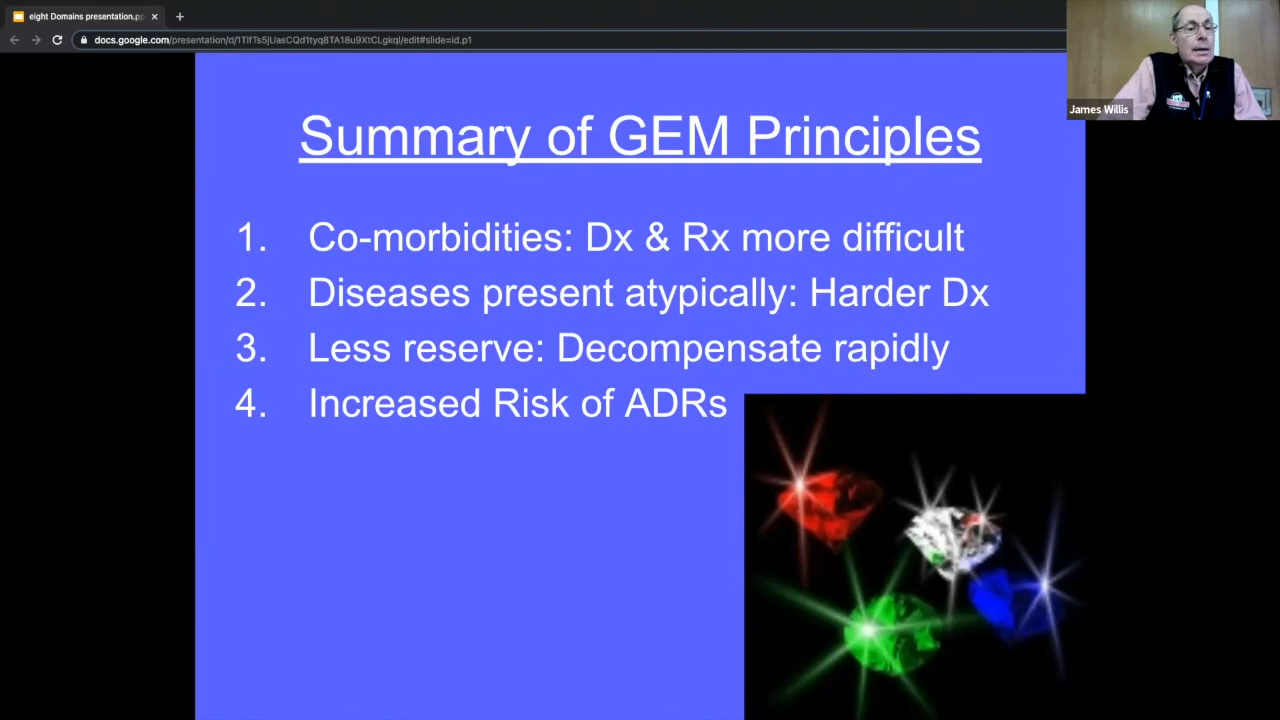 eight Domains presentation.pp
docs.google.com/presentation/d/1TifTs5jUasCQd1tyq8TA18u9XtCLgkqI/edit#slide=id.p1
James Willis
Summary of GEM Principles
1. Co-morbidities: Dx & Rx more difficult
2. Diseases present atypically: Harder Dx
3. Less reserve: Decompensate rapidly
4. Increased Risk of ADRs